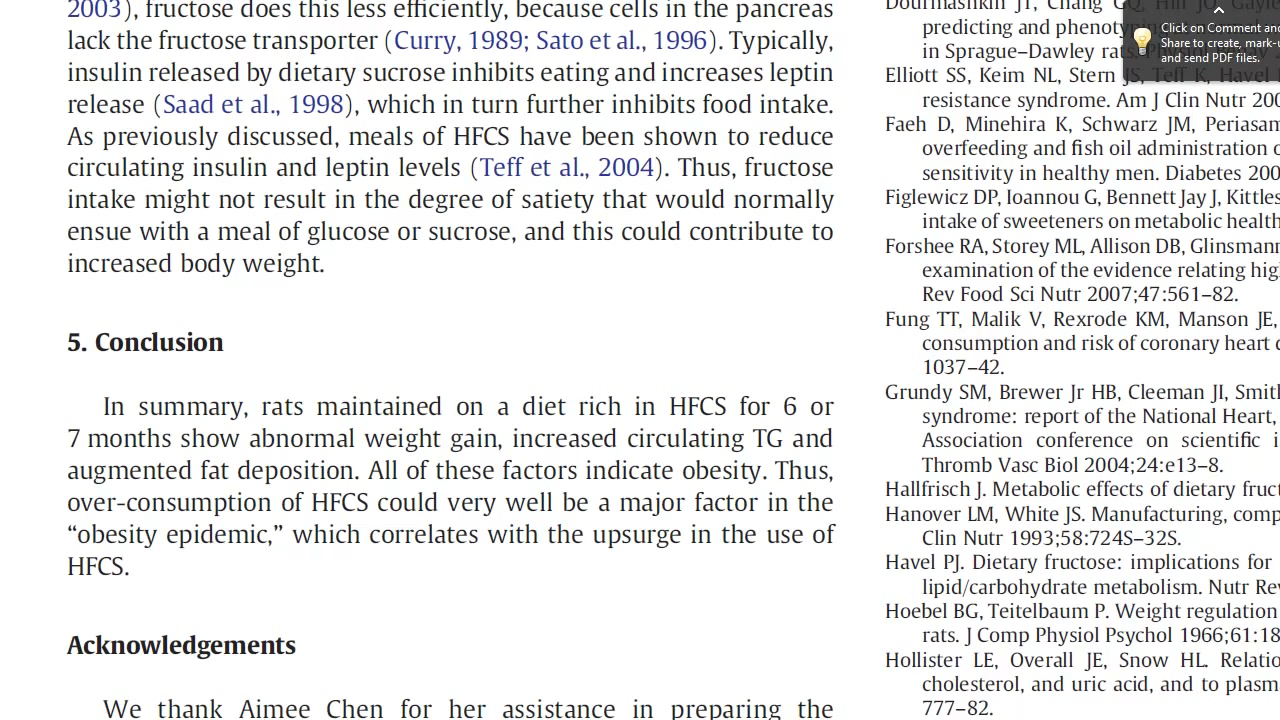 2003), fructose does this less efficiently, because cells in the pancreas
lack the fructose transporter (Curry, 1989; Sato et al., 1996). Typically,
insulin released by dietary sucrose inhibits eating and increases leptin
release (Saad et al., 1998), which in turn further inhibits food intake.
As previously discussed, meals of HFCS have been shown to reduce
circulating insulin and leptin levels (Teff et al., 2004). Thus, fructose
intake might not result in the degree of satiety that would normally
ensue with a meal of glucose or sucrose, and this could contribute to
increased body weight.
5. Conclusion
In summary, rats maintained on a diet rich in HFCS for 6 or
7 months show abnormal weight gain, increased circulating TG and
augmented fat deposition. All of these factors indicate obesity. Thus,
over-consumption of HFCS could very well be a major factor in the
“obesity epidemic,” which correlates with the upsurge in the use of
HFCS.
Acknowledgements
We thank Aimee Chen for her assistance in preparing the
Dourmashkin JT, Chang GQ, Hill JO, Gayle
predicting and phenotyp
in Sprague–Dawley rats.
Elliott SS, Keim NL, Stern JS, Teff K, Havel
resistance syndrome. Am J Clin Nutr 200
Faeh D, Minehira K, Schwarz JM, Periasam
overfeeding and fish oil administration o
sensitivity in healthy men. Diabetes 200
Figlewicz DP, Ioannou G, Bennett Jay J, Kittles
intake of sweeteners on metabolic health
Forshee RA, Storey ML, Allison DB, Glinsmann
examination of the evidence relating hig
Rev Food Sci Nutr 2007;47:561–82.
Fung TT, Malik V, Rexrode KM, Manson JE,
consumption and risk of coronary heart d
1037–42.
Grundy SM, Brewer Jr HB, Cleeman JI, Smith
syndrome: report of the National Heart,
Association conference on scientific i
Thromb Vasc Biol 2004;24:e13–8.
Hallfrisch J. Metabolic effects of dietary fruct
Hanover LM, White JS. Manufacturing, comp
Clin Nutr 1993;58:724S–32S.
Havel PJ. Dietary fructose: implications for
lipid/carbohydrate metabolism. Nutr Rev
Hoebel BG, Teitelbaum P. Weight regulation
rats. J Comp Physiol Psychol 1966;61:18
Hollister LE, Overall JE, Snow HL. Relatio
cholesterol, and uric acid, and to plasm
777–82.
Click on Comment and
Share to create, mark-u
and send PDF files.